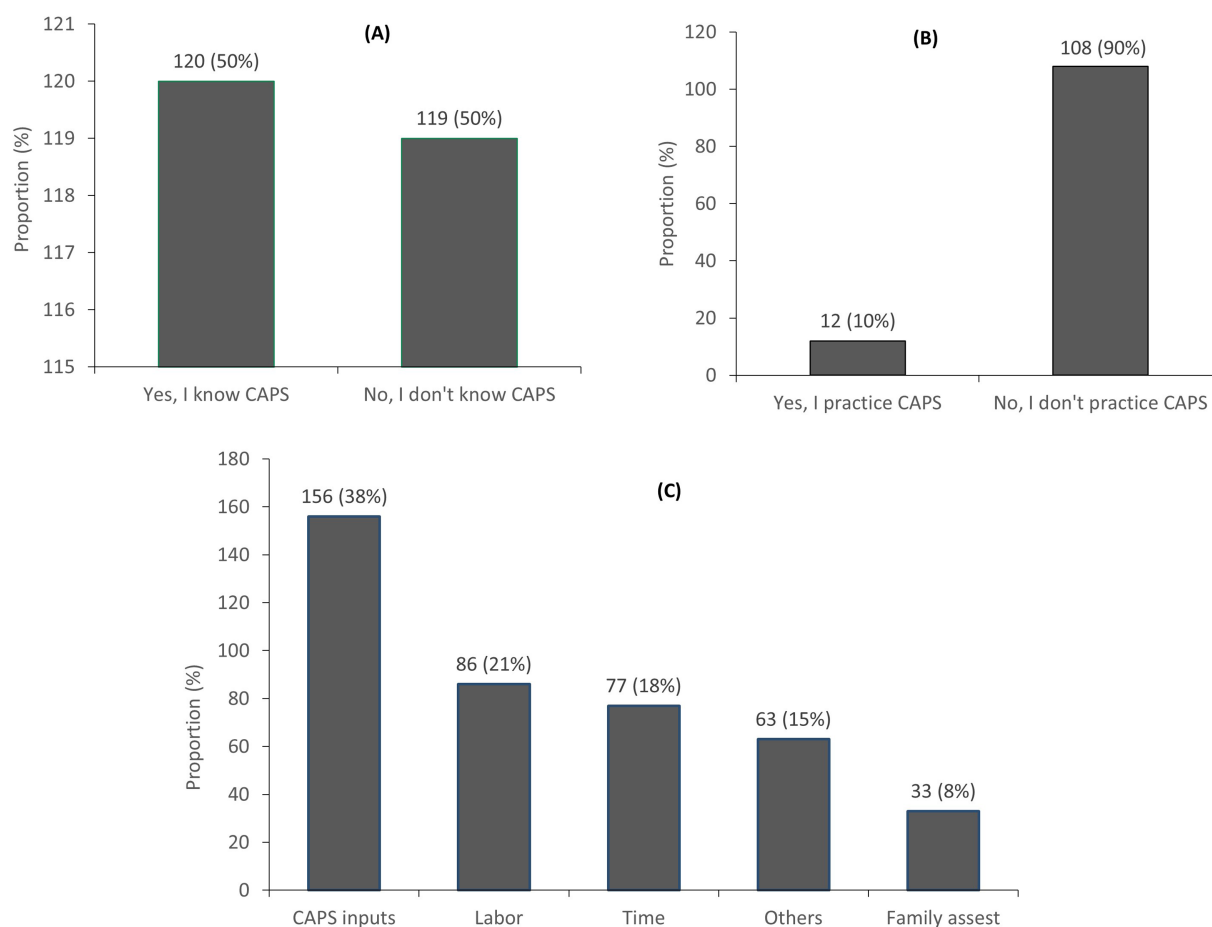 (A)
Proportion (%)
121
120
119
118
117
116
115
120 (50%)
119 (50%)
Yes, I know CAPS
No, I don't know CAPS
(B)
Proportion (%)
120
100
80
60
40
20
0
12 (10%)
108 (90%)
Yes, I practice CAPS
No, I don't practice CAPS
(C)
Proportion (%)
180
160
140
120
100
80
60
40
20
0
156 (38%)
86 (21%)
77 (18%)
63 (15%)
33 (8%)
CAPS inputs
Labor
Time
Others
Family assest